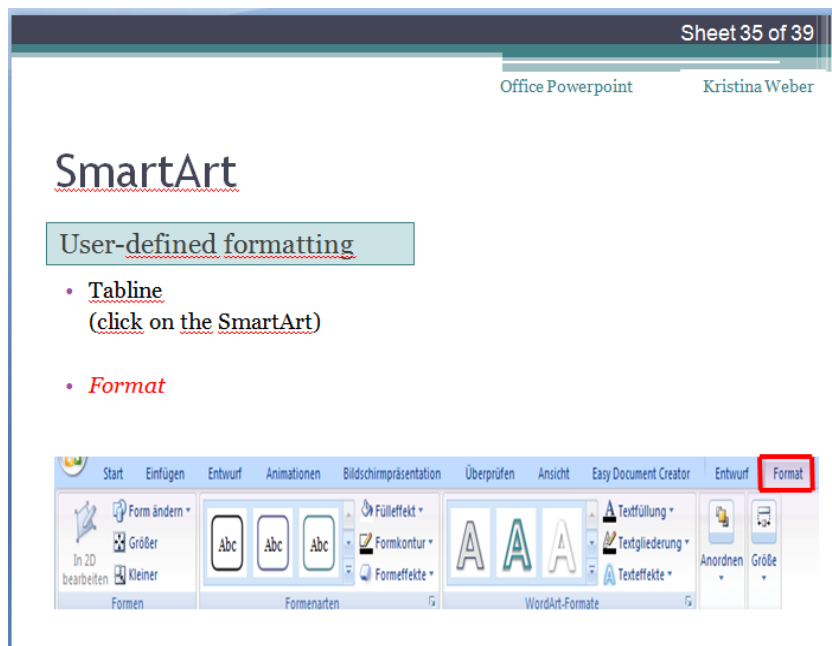 Sheet 35 of 39
Office Powerpoint Kristina Weber
SmartArt
User-defined formatting
• Tabline
(click on the SmartArt)
• Format
Start Einfügen Entwurf Animationen Bildschirmpräsentation Überprüfen Ansicht Easy Document Creator Entwurf Format
In 2D bearbeiten
Form ändern
Größer
Kleiner
Formen
Abc Abc Abc
Fülleffekt
Formkontur
Formeffekte
Formenarten
A A A
Textfüllung
Textgliederung
Texteffekte
WordArt-Formate
Anordnen
Größe